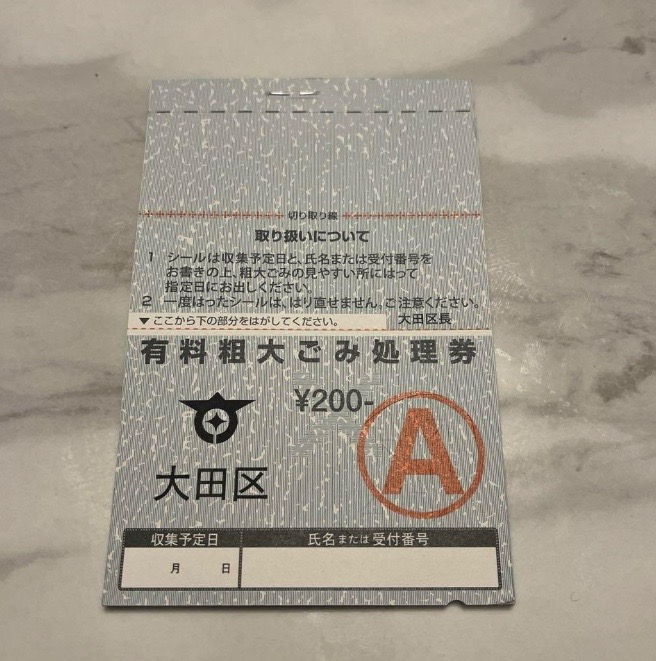 切り取り線
取り扱いについて
1 シールは収集予定日と、氏名または受付番号を
お書きの上、粗大ごみの見やすい所にはって
指定日にお出しください。
2 一度はったシールは、はり直せません。ご注意ください。
▼ここから下の部分をはがしてください。 大田区長
有料粗大ごみ処理券
¥200-
A
大田区
収集予定日 氏名または受付番号
月 日